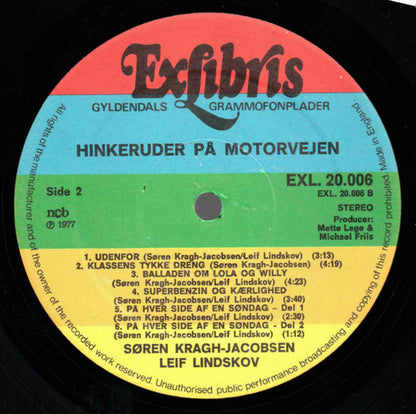 ExLibris
GYLDENDALS GRAMMOFONPLADER
HINKERUDER PÅ MOTORVEJEN
Side 2
ncb
Ⓟ 1977
EXL. 20.006
EXL. 20.006 B
STEREO
Producer:
Mette Lege &
Michael Friis
1. UDENFOR (Søren Kragh-Jacobsen/Leif Lindskov) (3:13)
2. KLASSENS TYKKE DRENG (Søren Kragh-Jacobsen) (4:19)
3. BALLADEN OM LOLA OG WILLY
(Søren Kragh-Jacobsen/Leif Lindskov) (4:23)
4. SUPERBENZIN OG KÆRLIGHED
(Søren Kragh-Jacobsen/Leif Lindskov) (3:40)
5. PÅ HVER SIDE AF EN SØNDAG - Del 1
(Søren Kragh-Jacobsen/Leif Lindskov) (2:30)
6. PÅ HVER SIDE AF EN SØNDAG - Del 2
(Søren Kragh-Jacobsen/Leif Lindskov) (1:12)
SØREN KRAGH-JACOBSEN
LEIF LINDSKOV
All rights of the manufacturer and of the owner of the recorded work reserved. Unauthorised public performance broadcasting and copying of this record prohibited. Made in England